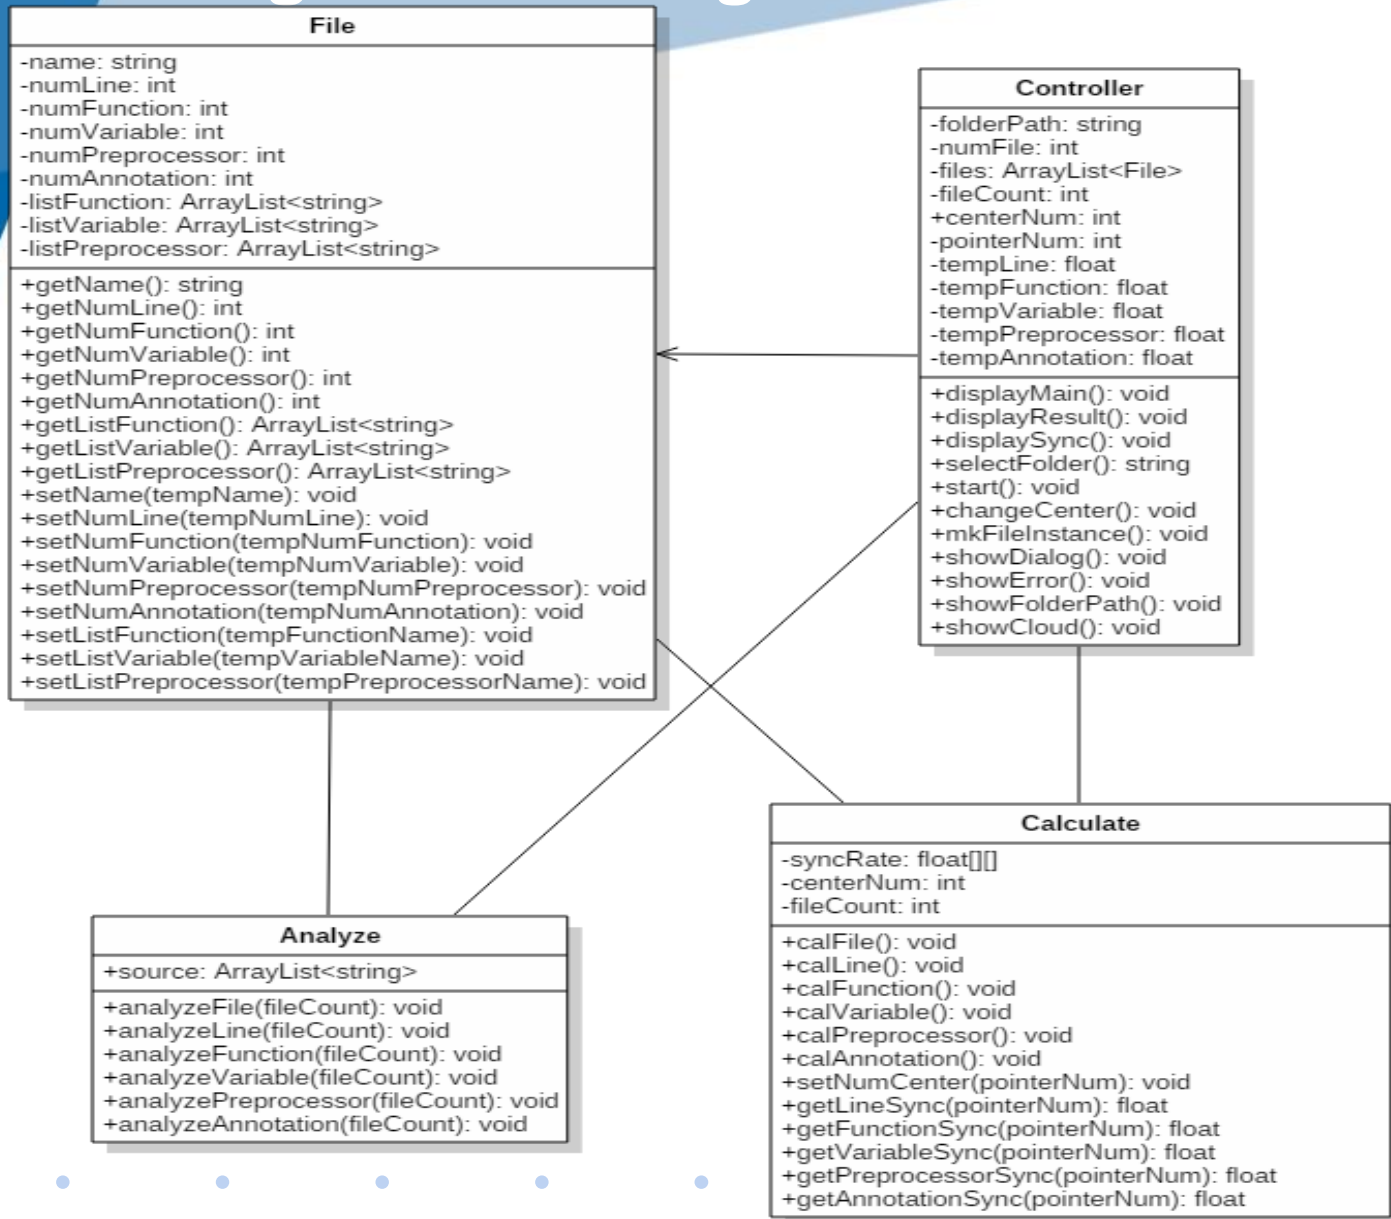 File
-name: string
-numLine: int
-numFunction: int
-numVariable: int
-numPreprocessor: int
-numAnnotation: int
-listFunction: ArrayList<string>
-listVariable: ArrayList<string>
-listPreprocessor: ArrayList<string>
+getName(): string
+getNumLine(): int
+getNumFunction(): int
+getNumVariable(): int
+getNumPreprocessor(): int
+getNumAnnotation(): int
+getListFunction(): ArrayList<string>
+getListVariable(): ArrayList<string>
+getListPreprocessor(): ArrayList<string>
+setName(tempName): void
+setNumLine(tempNumLine): void
+setNumFunction(tempNumFunction): void
+setNumVariable(tempNumVariable): void
+setNumPreprocessor(tempNumPreprocessor): void
+setNumAnnotation(tempNumAnnotation): void
+setListFunction(tempFunctionName): void
+setListVariable(tempVariableName): void
+setListPreprocessor(tempPreprocessorName): void
Controller
-folderPath: string
-numFile: int
-files: ArrayList<File>
-fileCount: int
+centerNum: int
-pointerNum: int
-tempLine: float
-tempFunction: float
-tempVariable: float
-tempPreprocessor: float
-tempAnnotation: float
+displayMain(): void
+displayResult(): void
+displaySync(): void
+selectFolder(): string
+start(): void
+changeCenter(): void
+mkFileInstance(): void
+showDialog(): void
+showError(): void
+showFolderPath(): void
+showCloud(): void
Analyze
+source: ArrayList<string>
+analyzeFile(fileCount): void
+analyzeLine(fileCount): void
+analyzeFunction(fileCount): void
+analyzeVariable(fileCount): void
+analyzePreprocessor(fileCount): void
+analyzeAnnotation(fileCount): void
Calculate
-syncRate: float[][]
-centerNum: int
-fileCount: int
+calFile(): void
+calLine(): void
+calFunction(): void
+calVariable(): void
+calPreprocessor(): void
+calAnnotation(): void
+setNumCenter(pointerNum): void
+getLineSync(pointerNum): float
+getFunctionSync(pointerNum): float
+getVariableSync(pointerNum): float
+getPreprocessorSync(pointerNum): float
+getAnnotationSync(pointerNum): float